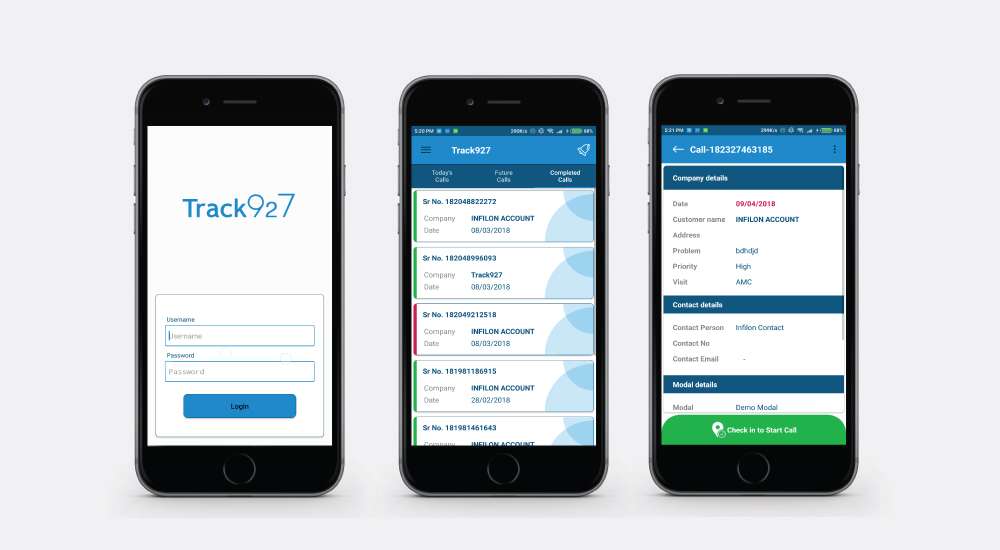 Track927
Username
Username
Password
Password
Login
5:20 PM 290K/s 68%
Track927
Today's Calls Future Calls Completed Calls
Sr No. 182048822272
Company INFILON ACCOUNT
Date 08/03/2018
Sr No. 182048996093
Company Track927
Date 08/03/2018
Sr No. 182049212518
Company INFILON ACCOUNT
Date 08/03/2018
Sr No. 181981186915
Company INFILON ACCOUNT
Date 28/02/2018
Sr No. 181981461643
Company INFILON ACCOUNT
5:21 PM 294K/s 68%
Call-182327463185
Company details
Date 09/04/2018
Customer name INFILON ACCOUNT
Address
Problem bdhdjd
Priority High
Visit AMC
Contact details
Contact Person Infilon Contact
Contact No
Contact Email -
Modal details
Modal Demo Modal
Check in to Start Call